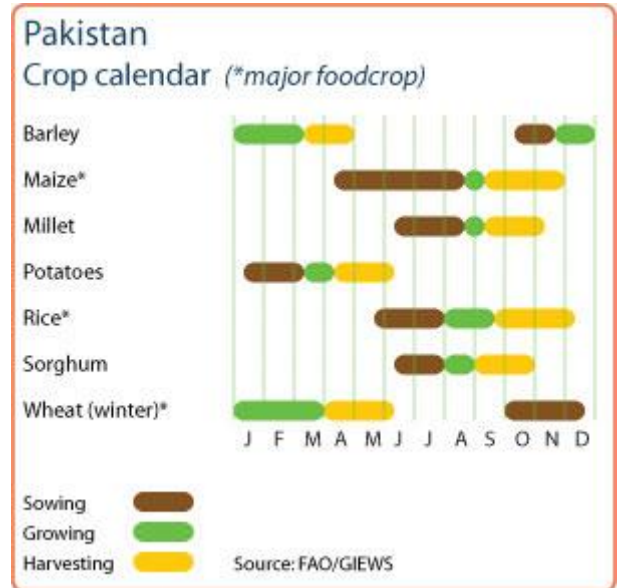 Pakistan
Crop calendar (*major foodcrop)
Barley
Maize*
Millet
Potatoes
Rice*
Sorghum
Wheat (winter)*
J F M A M J J A S O N D
Sowing
Growing
Harvesting
Source: FAO/GIEWS